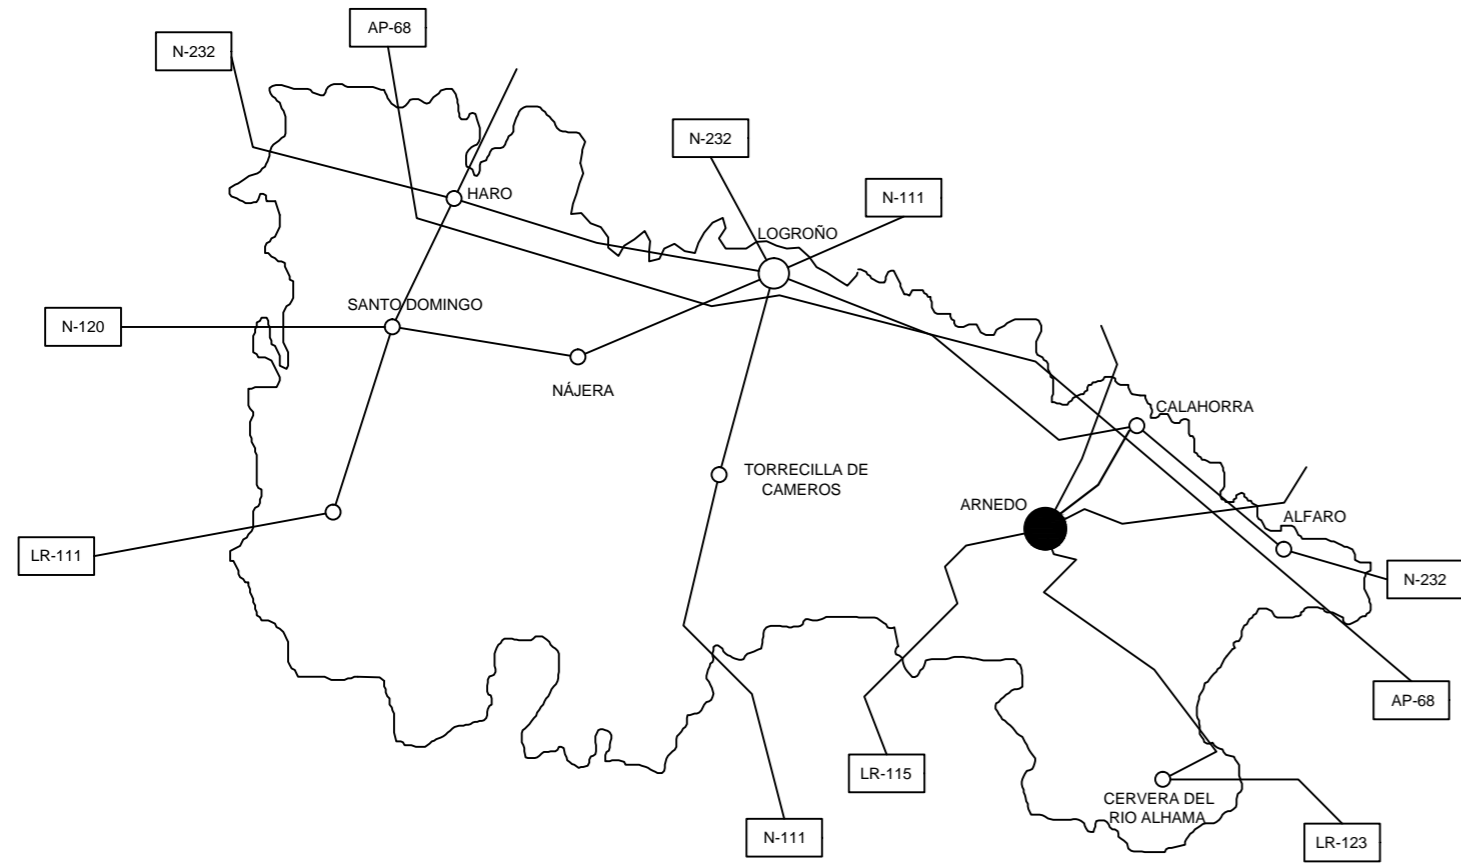 AP-68
N-232
N-232
HARO
N-111
LOGROÑO
SANTO DOMINGO
N-120
NÁJERA
CALAHORRA
TORRECILLA DE
CAMEROS
ARNEDO
ALFARO
LR-111
N-232
AP-68
LR-115
CERVERA DEL
RIO ALHAMA
N-111
LR-123